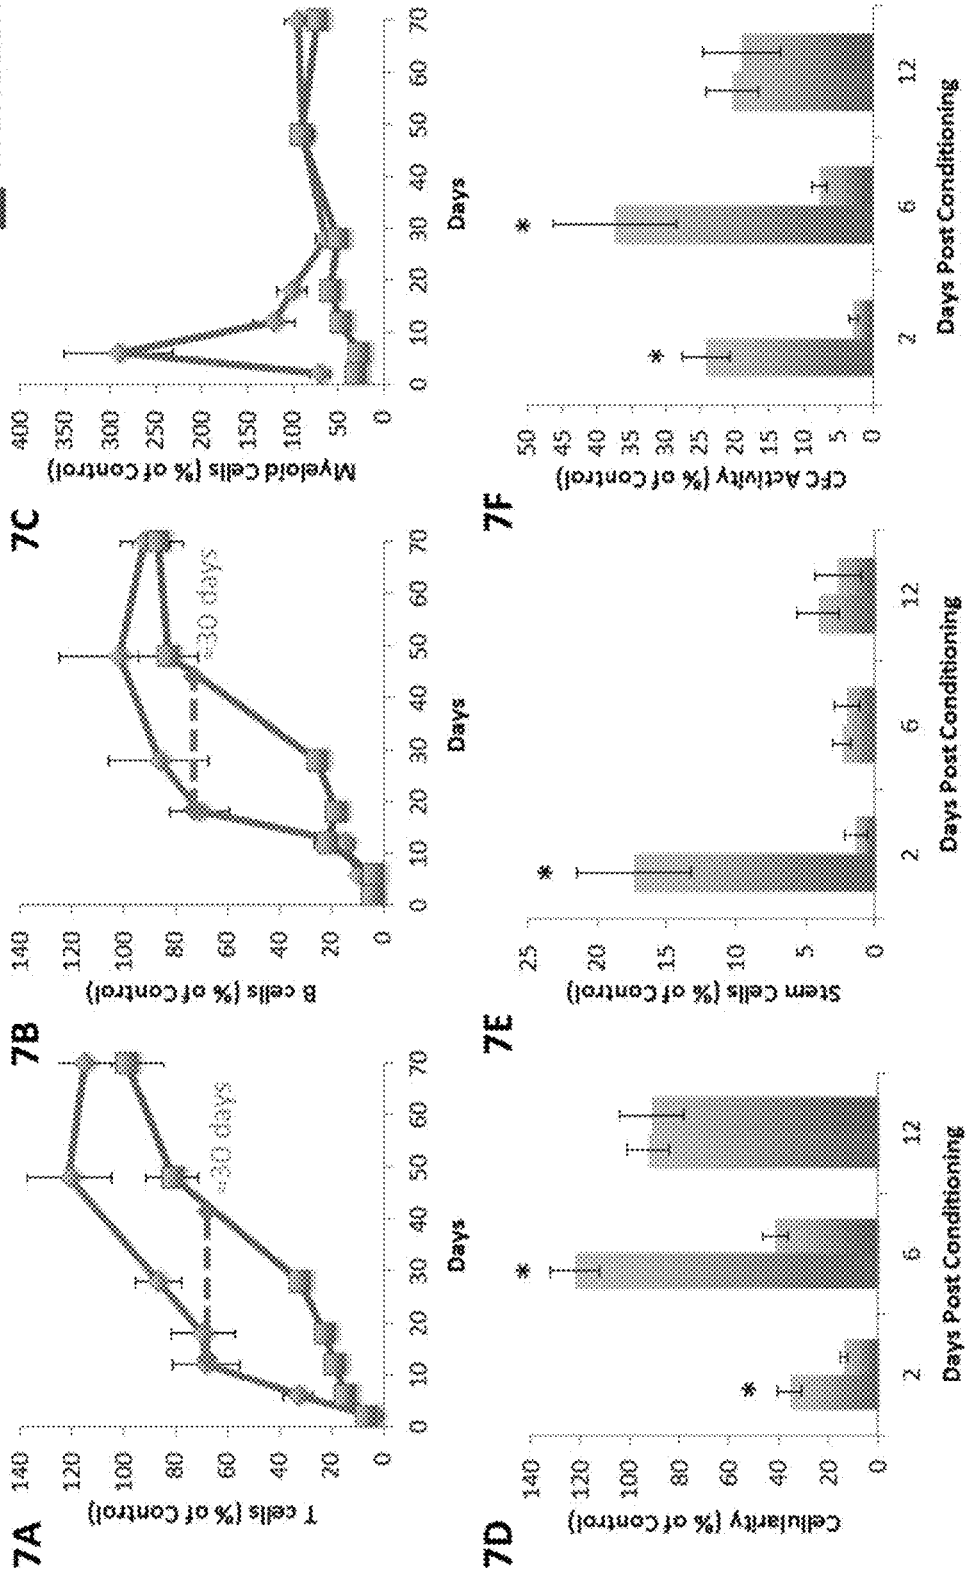 7A
T cells (% of Control)
140
120
100
80
60
40
20
0
≈30 days
0 10 20 30 40 50 60 70
Days
7B
B cells (% of Control)
140
120
100
80
60
40
20
0
≈30 days
0 10 20 30 40 50 60 70
Days
7C
Myeloid Cells (% of Control)
400
350
300
250
200
150
100
50
0
0 10 20 30 40 50 60 70
Days
7D
Cellularity (% of Control)
140
120
100
80
60
40
20
0
* *
2 6 12
Days Post Conditioning
7E
Stem Cells (% of Control)
25
20
15
10
5
0
*
2 6 12
Days Post Conditioning
7F
CFC Activity (% of Control)
50
45
40
35
30
25
20
15
10
5
0
* *
2 6 12
Days Post Conditioning